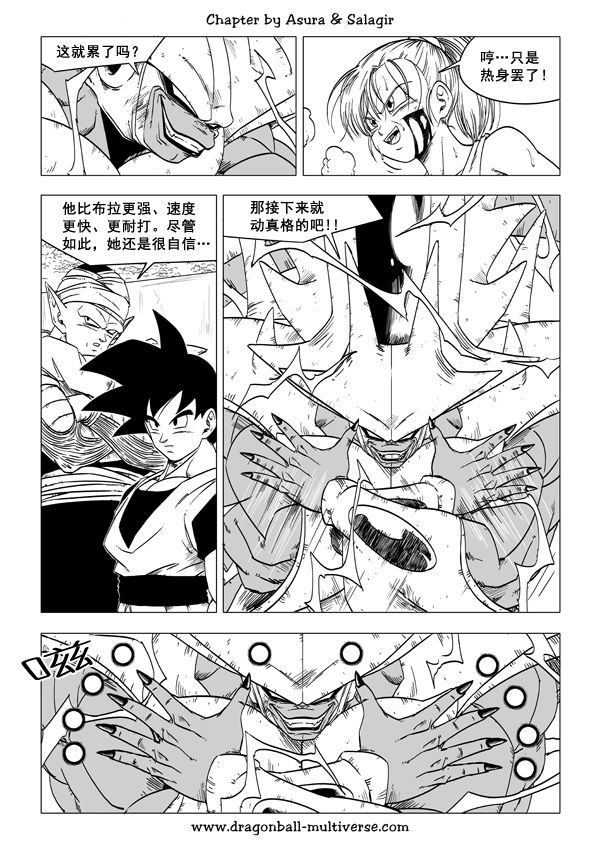 Chapter by Asura & Salagir
这就累了吗？
哼…只是
热身罢了！
他比布拉更强、速度
更快、更耐打。尽管
如此，她还是很自信…
那接下来就
动真格的吧!!
吱
www.dragonball-multiverse.com